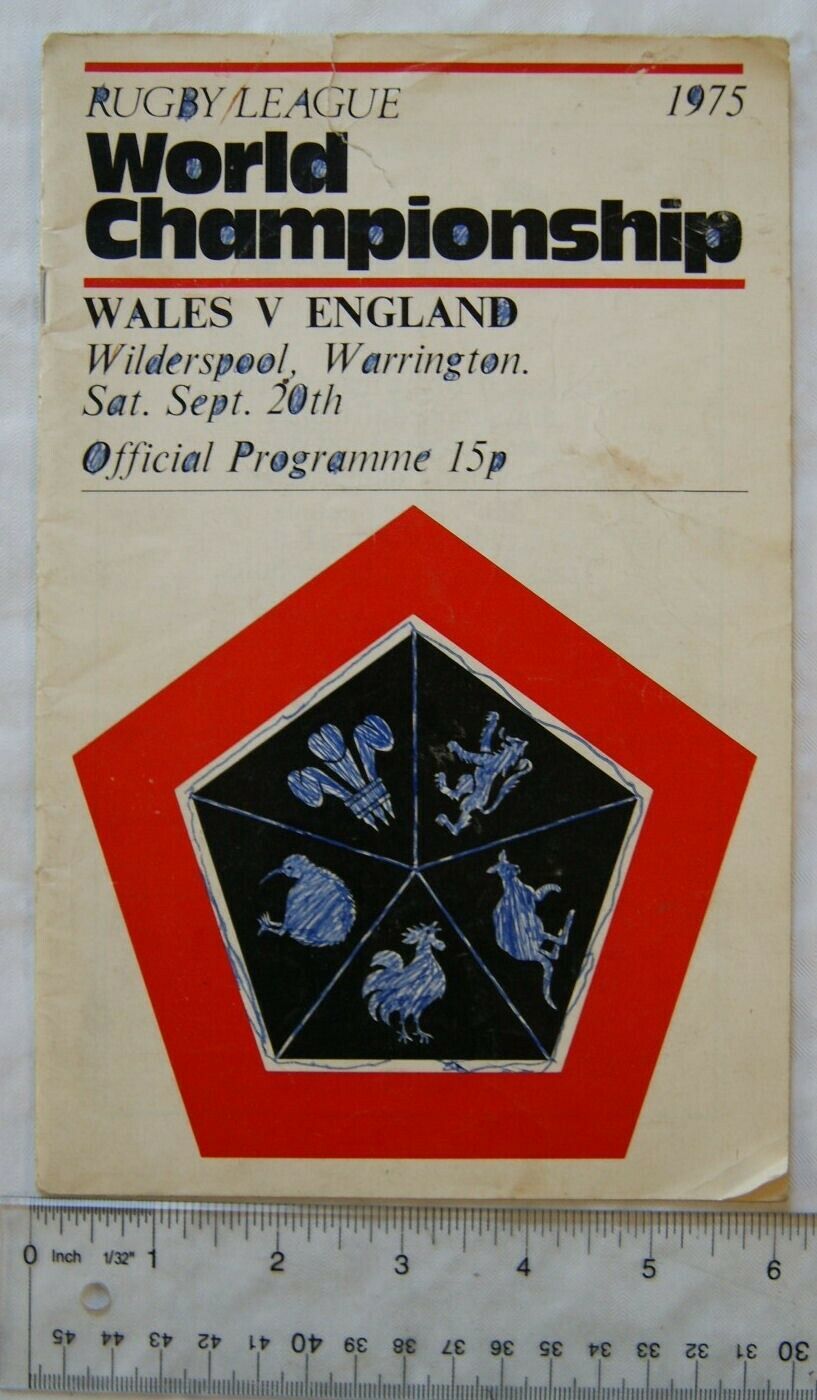 RUGBY LEAGUE 1975
World
Championship
WALES V ENGLAND
Wilderspool, Warrington.
Sat. Sept. 20th
Official Programme 15p
0 Inch 1/32" 1 2 3 4 5 6
45 44 43 42 41 40 39 38 37 36 35 34 33 32 31 30